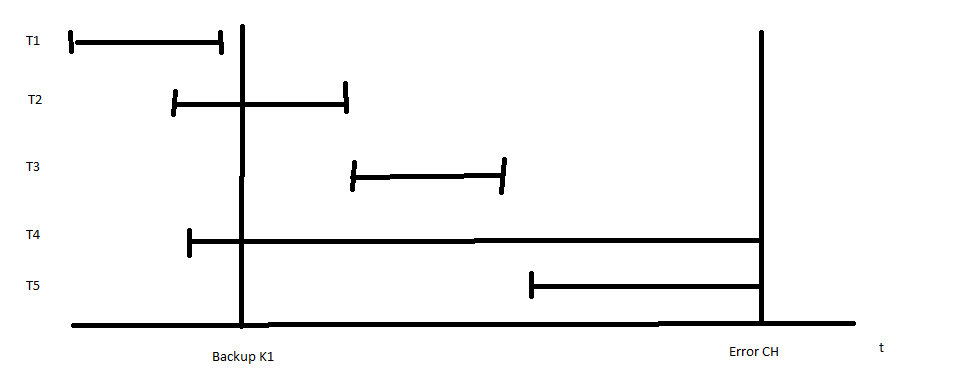 T1
T2
T3
T4
T5
Backup K1
Error CH
t